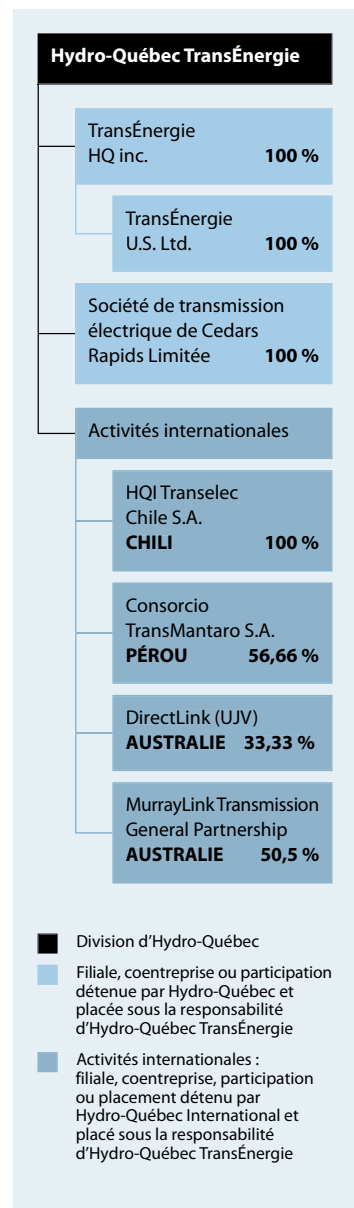 Hydro-Québec TransÉnergie
TransÉnergie
HQ inc. 100 %
TransÉnergie
U.S. Ltd. 100 %
Société de transmission
électrique de Cedars
Rapids Limitée 100 %
Activités internationales
HQI Transelec
Chile S.A.
CHILI 100 %
Consorcio
TransMantaro S.A.
PÉROU 56,66 %
DirectLink (UJV)
AUSTRALIE 33,33 %
MurrayLink Transmission
General Partnership
AUSTRALIE 50,5 %
Division d'Hydro-Québec
Filiale, coentreprise ou participation
détenue par Hydro-Québec et
placée sous la responsabilité
d'Hydro-Québec TransÉnergie
Activités internationales :
filiale, coentreprise, participation
ou placement détenu par
Hydro-Québec International et
placé sous la responsabilité
d'Hydro-Québec TransÉnergie